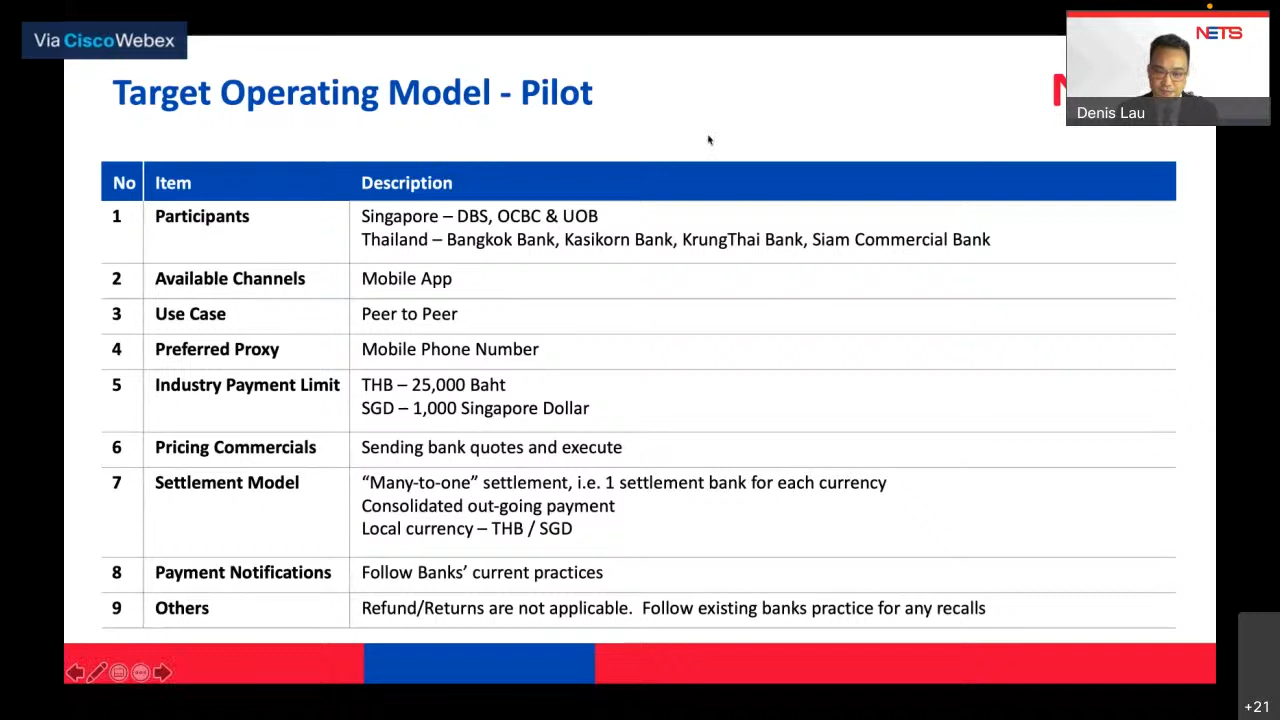 Via CiscoWebex
NETS
Denis Lau
Target Operating Model - Pilot
No Item Description
1 Participants Singapore – DBS, OCBC & UOB
Thailand – Bangkok Bank, Kasikorn Bank, KrungThai Bank, Siam Commercial Bank
2 Available Channels Mobile App
3 Use Case Peer to Peer
4 Preferred Proxy Mobile Phone Number
5 Industry Payment Limit THB – 25,000 Baht
SGD – 1,000 Singapore Dollar
6 Pricing Commercials Sending bank quotes and execute
7 Settlement Model “Many-to-one” settlement, i.e. 1 settlement bank for each currency
Consolidated out-going payment
Local currency – THB / SGD
8 Payment Notifications Follow Banks’ current practices
9 Others Refund/Returns are not applicable. Follow existing banks practice for any recalls
+21